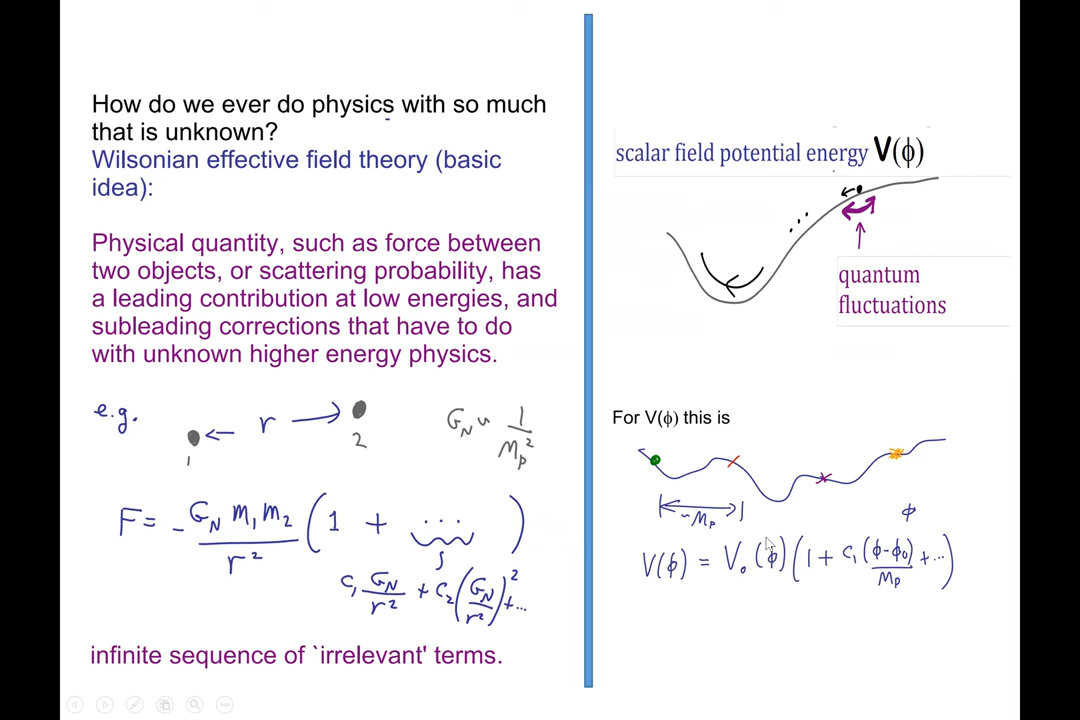 How do we ever do physics with so much
that is unknown?
Wilsonian effective field theory (basic
idea):
Physical quantity, such as force between
two objects, or scattering probability, has
a leading contribution at low energies, and
subleading corrections that have to do
with unknown higher energy physics.
e.g.
← r →
1
2
G_N ~ 1/M_p^2
F = - G_N m_1 m_2 / r^2 (1 + ...)
c_1 G_N/r^2 + c_2 (G_N/r^2)^2 + ...
infinite sequence of `irrelevant' terms.
scalar field potential energy V(ϕ)
...
quantum
fluctuations
For V(ϕ) this is
~M_p
ϕ
V(ϕ) = V_0(ϕ) (1 + c_1 (ϕ-ϕ_0)/M_p + ...)